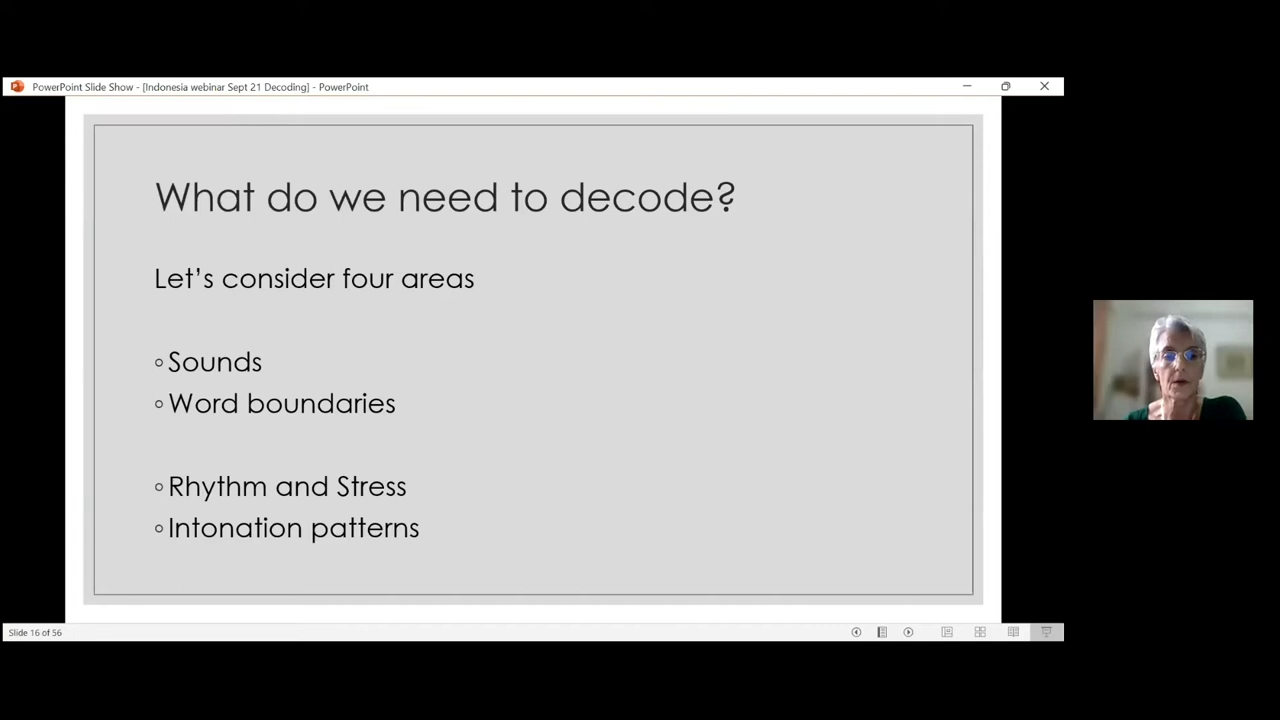 PowerPoint Slide Show - [Indonesia webinar Sept 21 Decoding] - PowerPoint
What do we need to decode?
Let's consider four areas
◦ Sounds
◦ Word boundaries
◦ Rhythm and Stress
◦ Intonation patterns
Slide 16 of 56